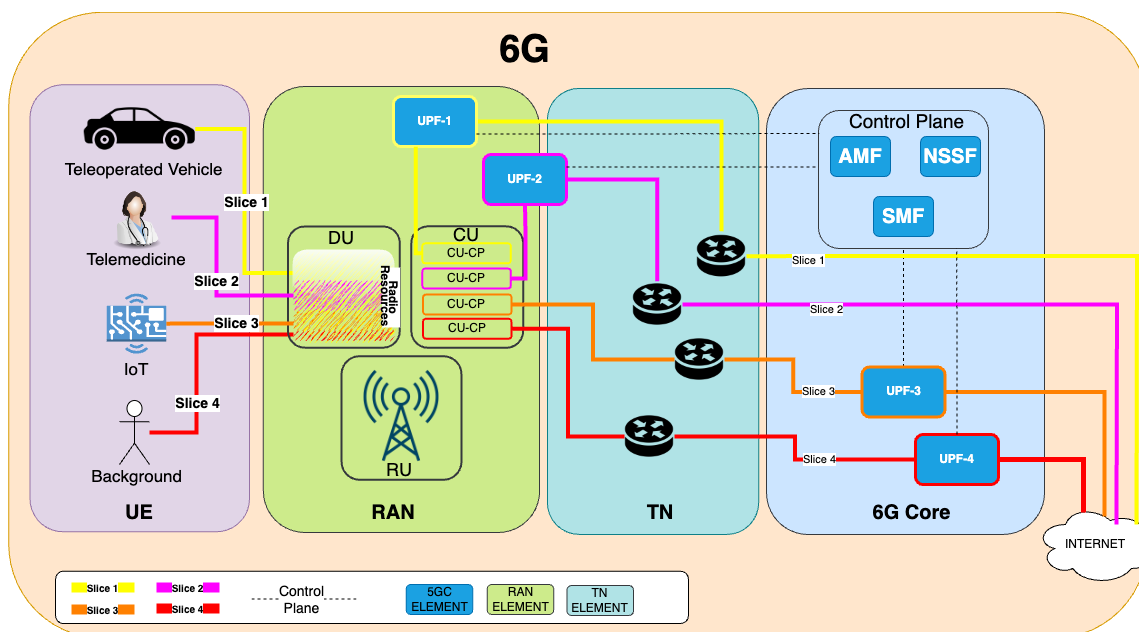 6G
Teleoperated Vehicle
Slice 1
Telemedicine
Slice 2
IoT
Slice 3
Slice 4
Background
UE
UPF-1
UPF-2
DU
Radio
Resources
CU
CU-CP
CU-CP
CU-CP
CU-CP
RU
RAN
TN
Control Plane
AMF
NSSF
SMF
Slice 1
Slice 2
Slice 3
UPF-3
Slice 4
UPF-4
6G Core
INTERNET
Slice 1
Slice 2
Slice 3
Slice 4
Control
Plane
5GC
ELEMENT
RAN
ELEMENT
TN
ELEMENT